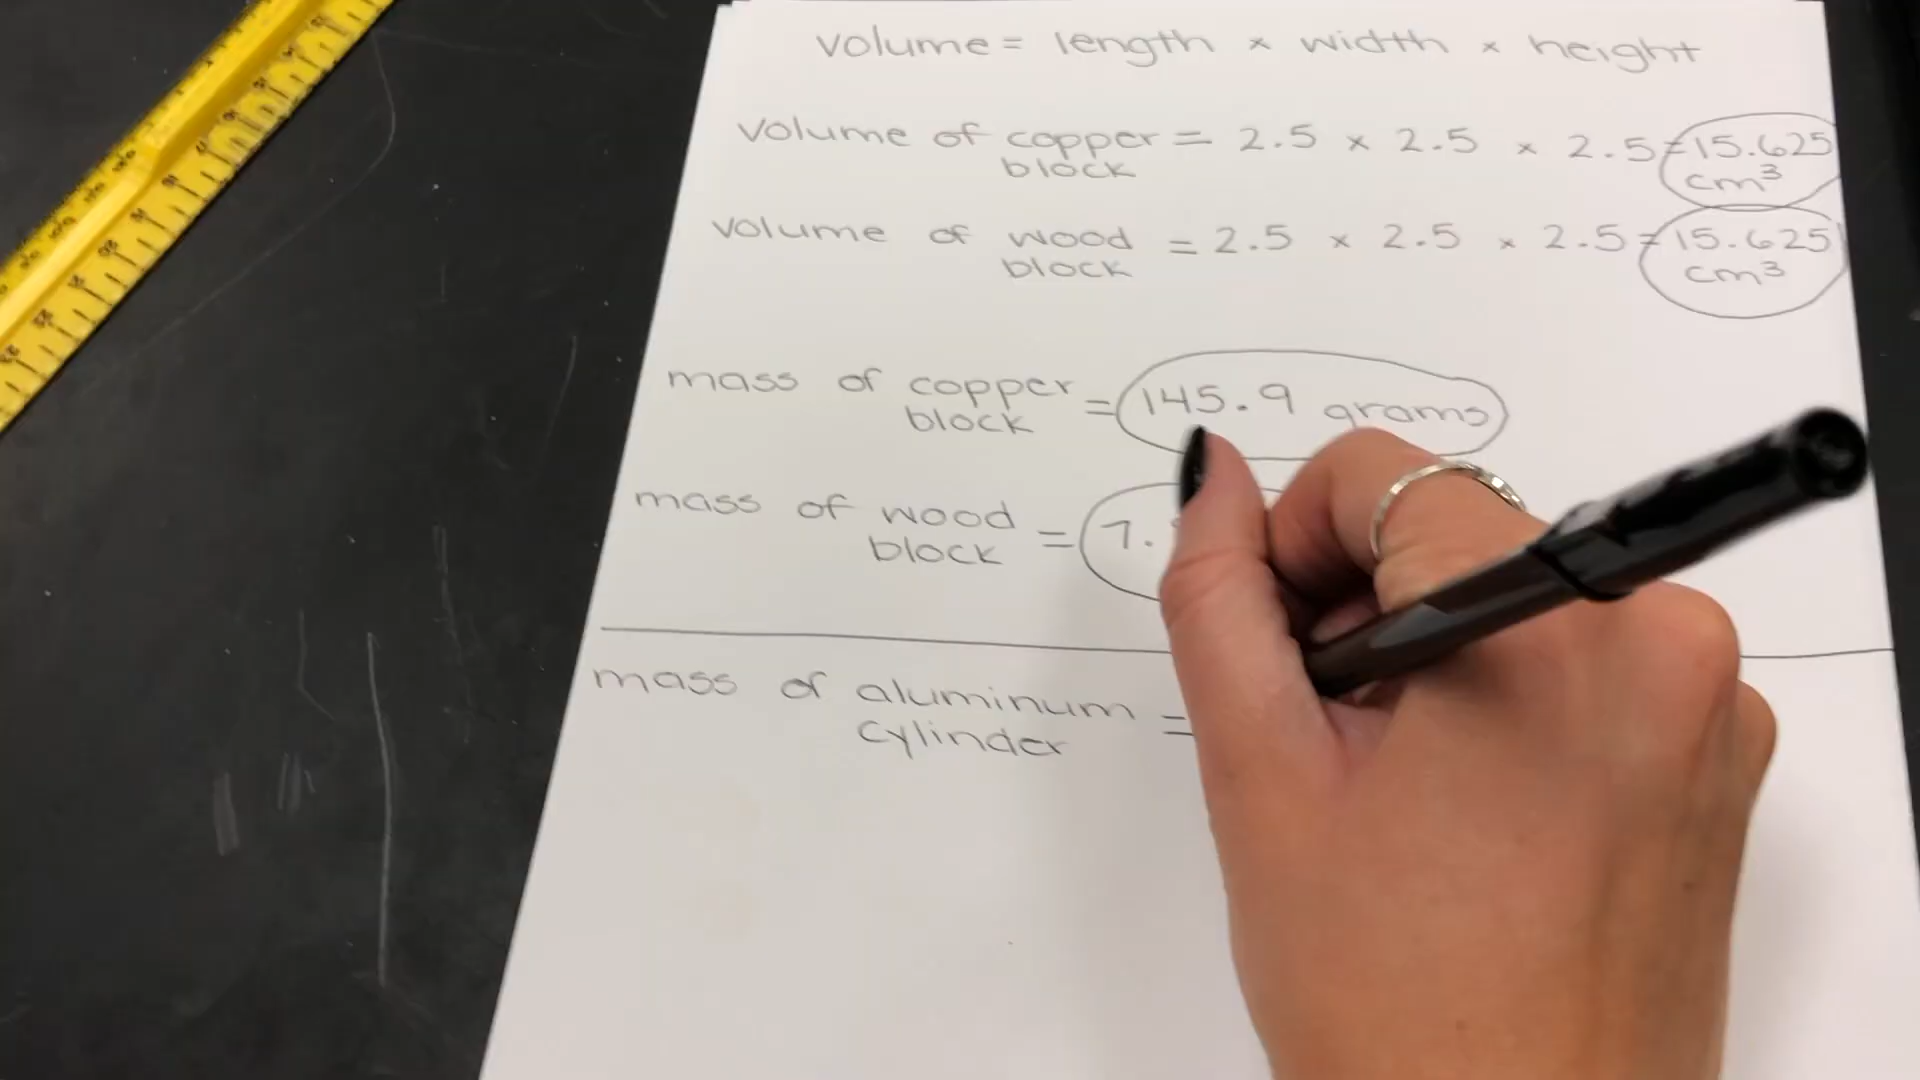 volume = length x width x height
volume of copper = 2.5 x 2.5 x 2.5 = 15.625
block cm³
volume of wood = 2.5 x 2.5 x 2.5 = 15.625
block cm³
mass of copper = 145.9 grams
block
mass of wood = 7.
block
mass of aluminum =
cylinder